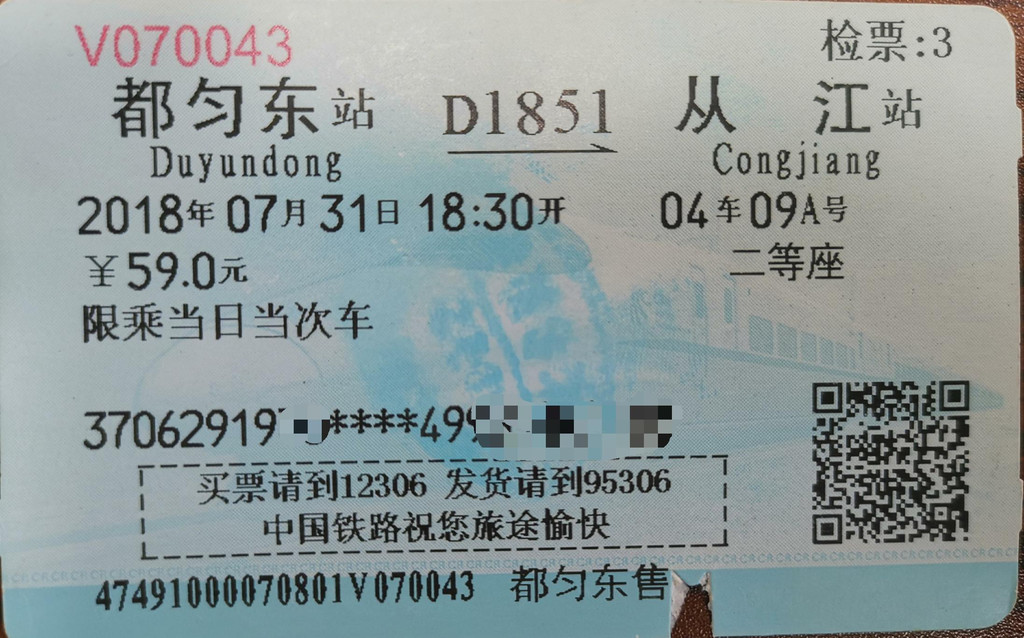 V070043 检票:3
都匀东站 D1851 从江站
Duyundong Congjiang
2018年07月31日 18:30开 04车09A号
￥59.0元 二等座
限乘当日当次车
37062919 ****49
买票请到12306 发货请到95306
中国铁路祝您旅途愉快
47491000070801V070043 都匀东售